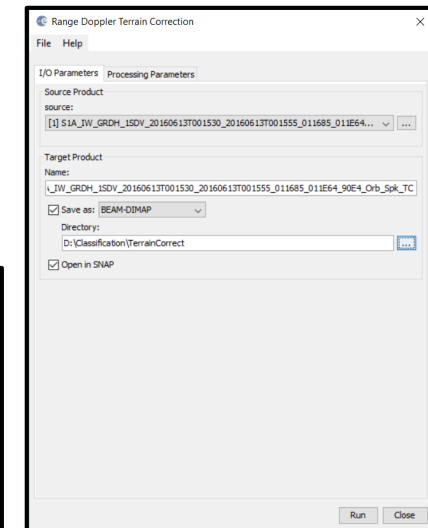 Range Doppler Terrain Correction
File Help
I/O Parameters Processing Parameters
Source Product
source:
[1] S1A_IW_GRDH_1SDV_20160613T001530_20160613T001555_011685_011E64... ...
Target Product
Name:
_IW_GRDH_1SDV_20160613T001530_20160613T001555_011685_011E64_90E4_Orb_Spk_TC
Save as: BEAM-DIMAP
Directory:
D:\Classification\TerrainCorrect ...
Open in SNAP
Run Close